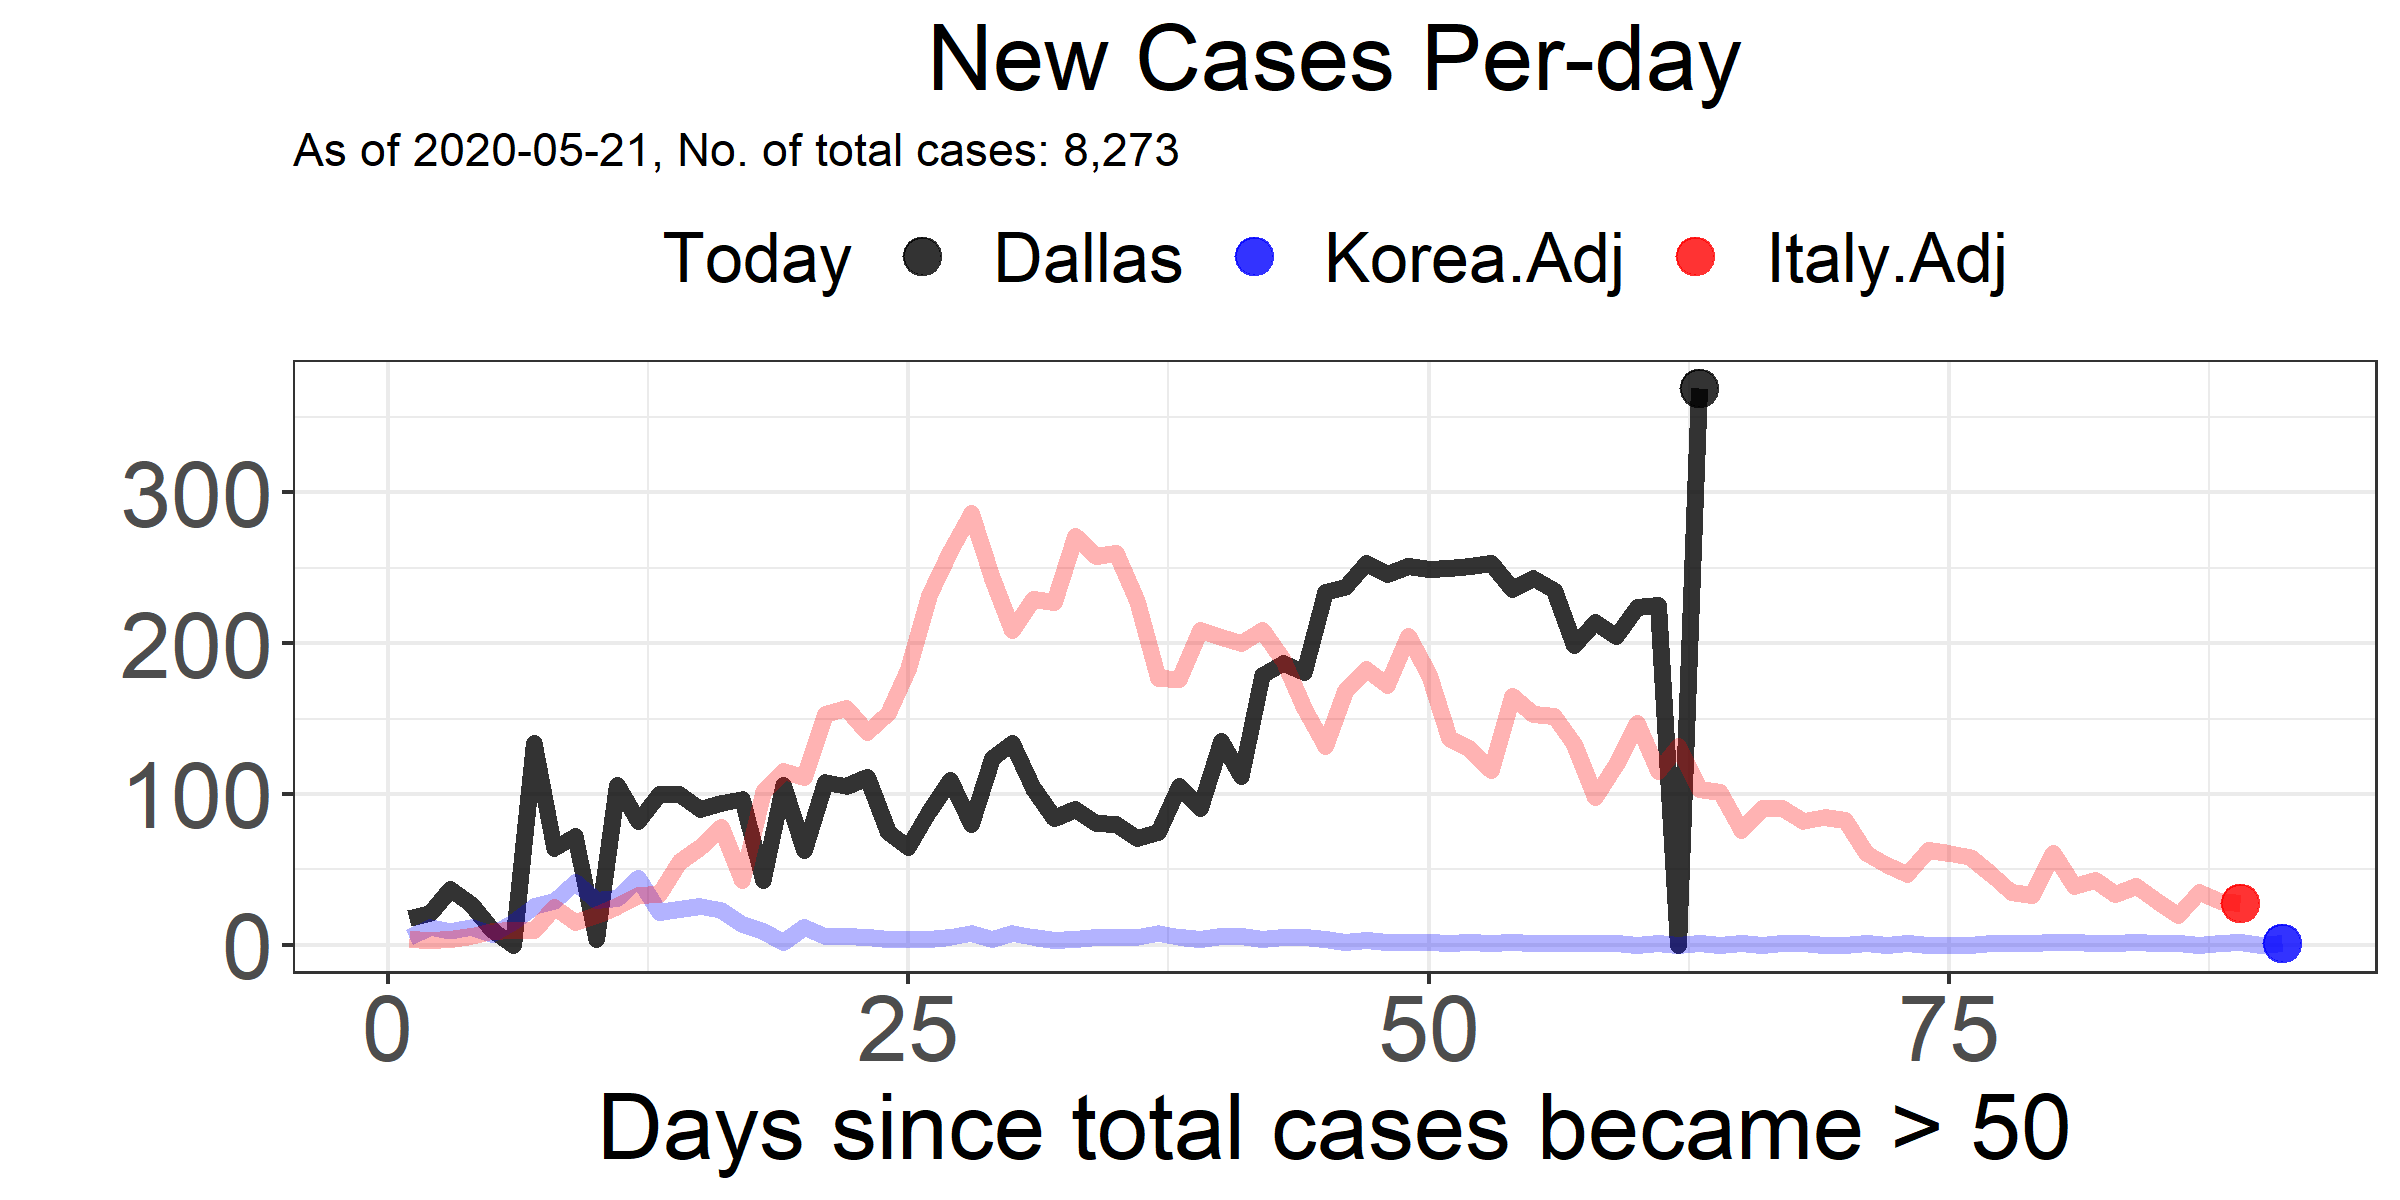 New Cases Per-day
As of 2020-05-21, No. of total cases: 8,273
Today Dallas Korea.Adj Italy.Adj
300
200
100
0
0 25 50 75
Days since total cases became > 50